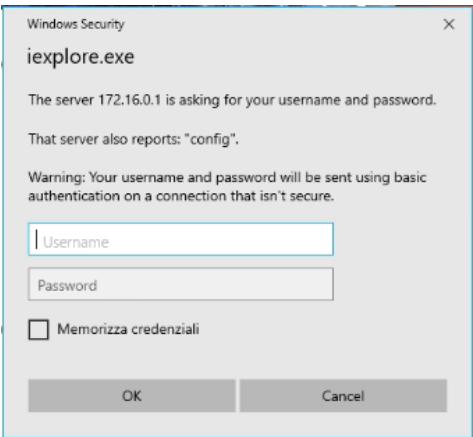 Windows Security
iexplore.exe
The server 172.16.0.1 is asking for your username and password.
That server also reports: "config".
Warning: Your username and password will be sent using basic
authentication on a connection that isn't secure.
Username
Password
Memorizza credenziali
OK
Cancel